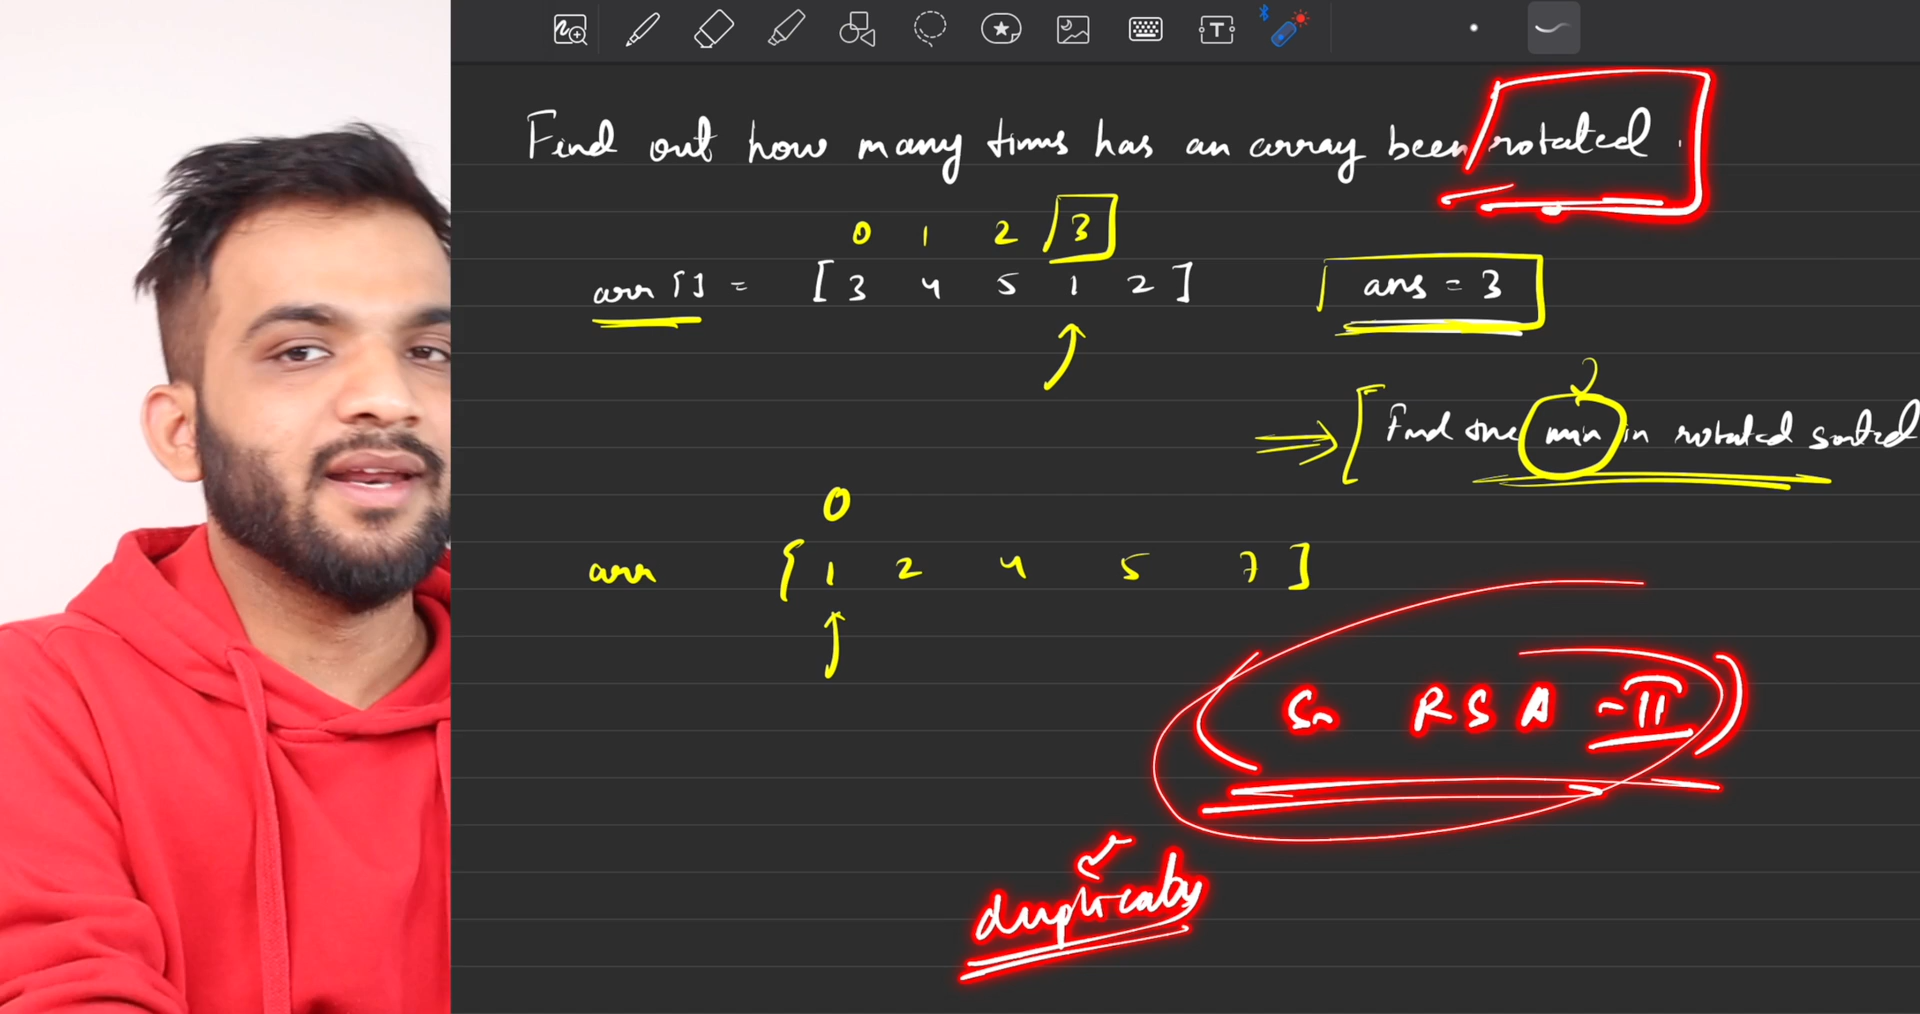 Find out how many times has an array been rotated.
0 1 2 3
arr [] = [ 3 4 5 1 2 ] ans = 3
Find the min in rotated sorted
0
arr [ 1 2 4 5 7 ]
RSA - II
duplicates